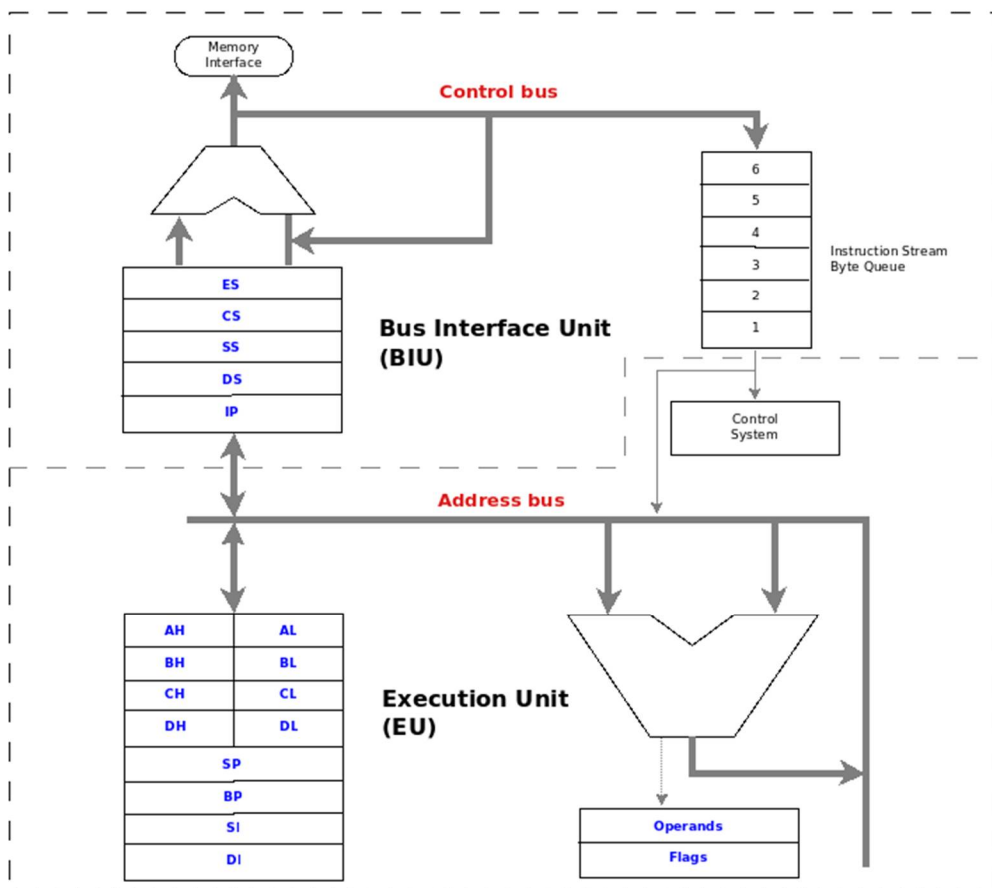 Memory
Interface
Control bus
6
5
4
3
2
1
Instruction Stream
Byte Queue
ES
CS
SS
DS
IP
Bus Interface Unit
(BIU)
Control
System
Address bus
AH AL
BH BL
CH CL
DH DL
SP
BP
SI
DI
Execution Unit
(EU)
Operands
Flags